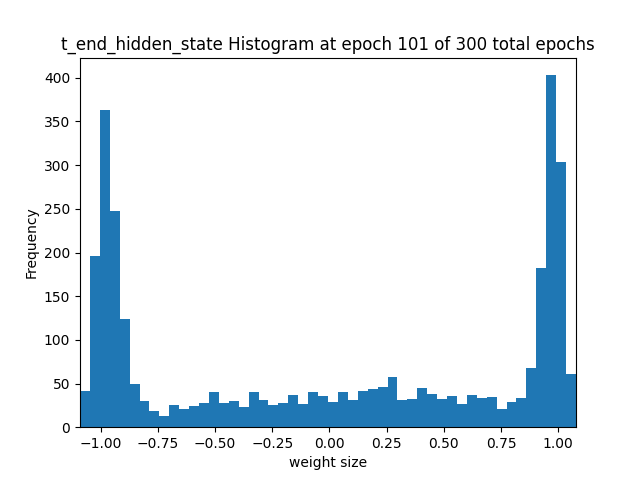 t_end_hidden_state Histogram at epoch 101 of 300 total epochs
400
350
300
250
200
150
100
50
0
Frequency
−1.00 −0.75 −0.50 −0.25 0.00 0.25 0.50 0.75 1.00
weight size